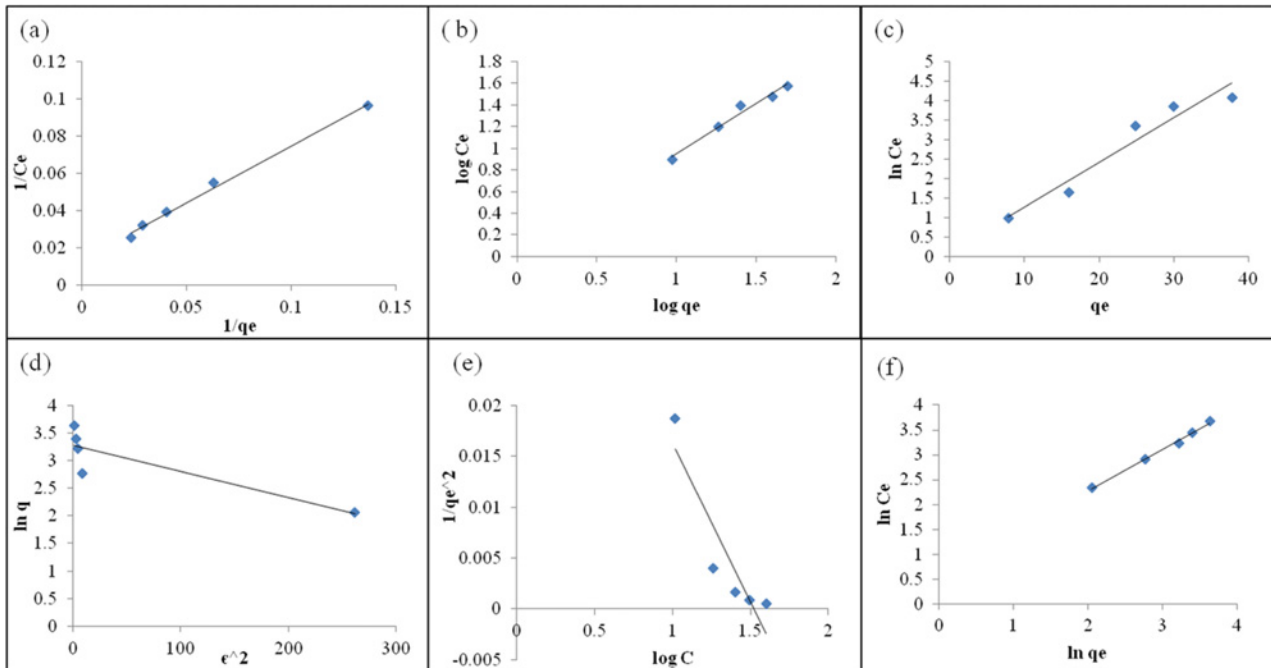 (a)
0.12
0.1
0.08
0.06
0.04
0.02
0
1/Ce
0 0.05 0.1 0.15
1/qe
( b )
1.8
1.6
1.4
1.2
1
0.8
0.6
0.4
0.2
0
log Ce
0 0.5 1 1.5 2
log qe
(c)
5
4.5
4
3.5
3
2.5
2
1.5
1
0.5
0
ln Ce
0 10 20 30 40
qe
(d)
4
3.5
3
2.5
2
1.5
1
0.5
0
ln q
0 100 200 300
ϵ^2
(e)
0.02
0.015
0.01
0.005
0
-0.005
1/qe^2
0 0.5 1 1.5 2
log C
(f)
4
3.5
3
2.5
2
1.5
1
0.5
0
ln Ce
0 1 2 3 4
ln qe